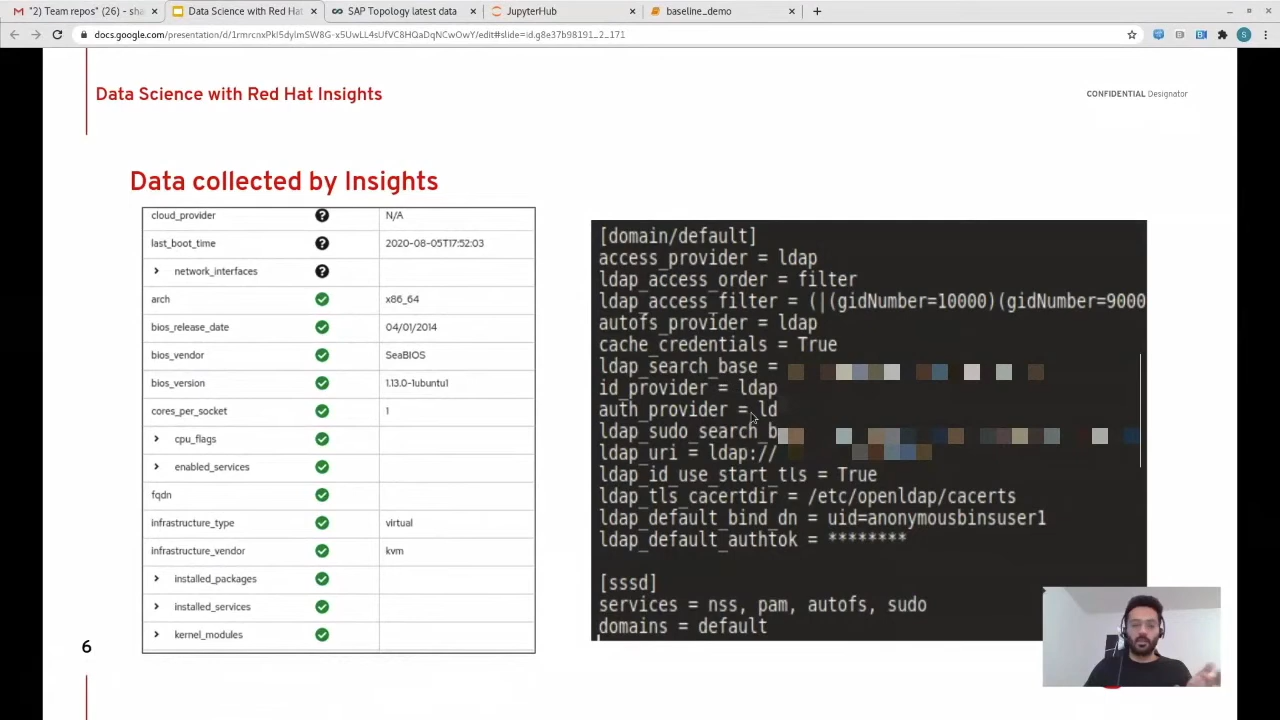 "2) Team repos" (26) - sha
Data Science with Red Hat
SAP Topology latest data
JupyterHub
baseline_demo
docs.google.com/presentation/d/1rmrcnxPkI5dyImSW8G-x5UwLL4sUfVC8HQaDqNCwOwY/edit#slide=id.g8e37b98191_2_171
Data Science with Red Hat Insights
CONFIDENTIAL Designator
Data collected by Insights
cloud_provider N/A
last_boot_time 2020-08-05T17:52:03
network_interfaces
arch x86_64
bios_release_date 04/01/2014
bios_vendor SeaBIOS
bios_version 1.13.0-1ubuntu1
cores_per_socket 1
cpu_flags
enabled_services
fqdn
infrastructure_type virtual
infrastructure_vendor kvm
installed_packages
installed_services
kernel_modules
[domain/default]
access_provider = ldap
ldap_access_order = filter
ldap_access_filter = (|(gidNumber=10000)(gidNumber=9000
autofs_provider = ldap
cache_credentials = True
ldap_search_base =
id_provider = ldap
auth_provider = ld
ldap_sudo_search_b
ldap_uri = ldap://
ldap_id_use_start_tls = True
ldap_tls_cacertdir = /etc/openldap/cacerts
ldap_default_bind_dn = uid=anonymousbinsuser1
ldap_default_authtok = ********
[sssd]
services = nss, pam, autofs, sudo
domains = default
6